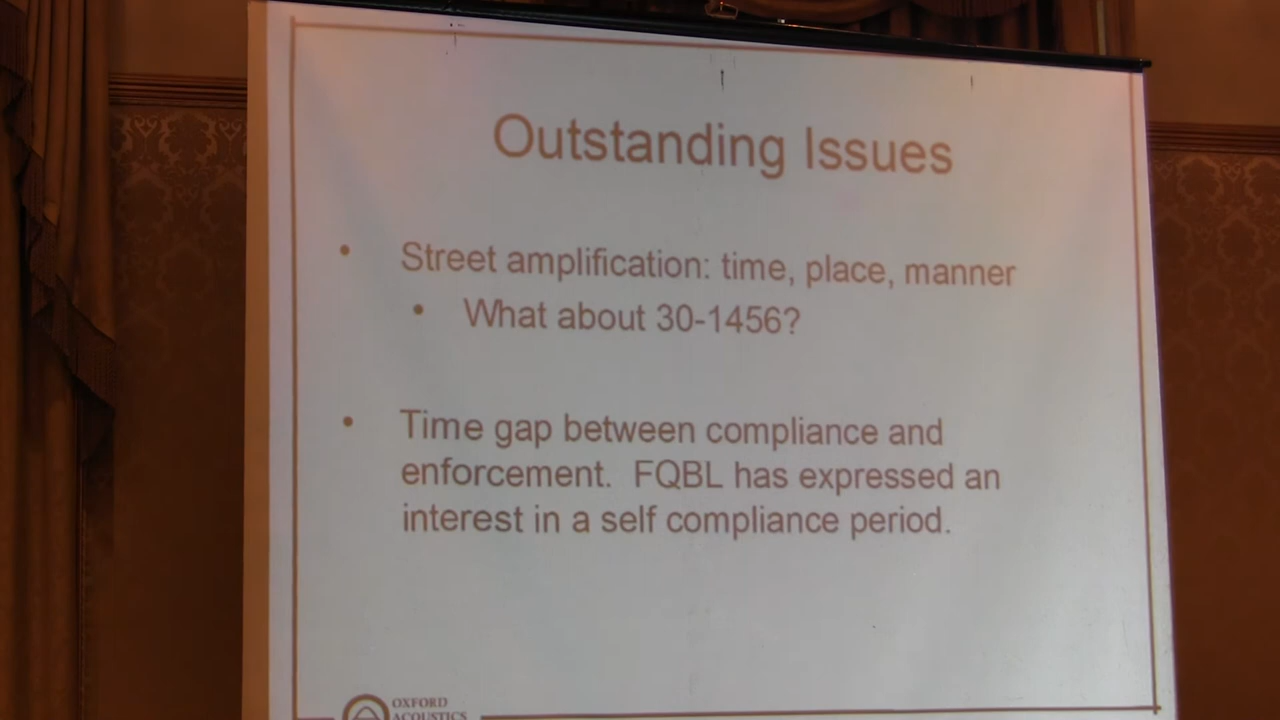 Outstanding Issues
• Street amplification: time, place, manner
• What about 30-1456?
• Time gap between compliance and
enforcement. FQBL has expressed an
interest in a self compliance period.
OXFORD
ACOUSTICS